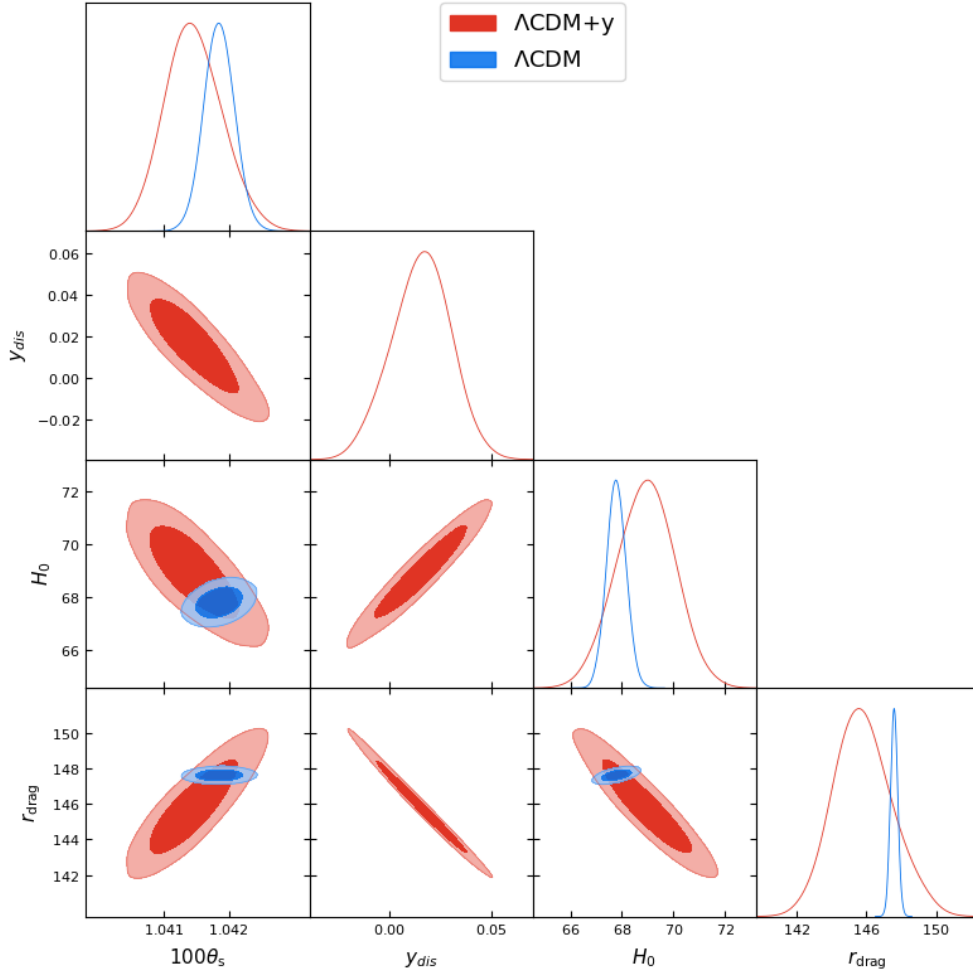 ΛCDM+y
ΛCDM
0.06
0.04
0.02
0.00
−0.02
y_dis
72
70
68
66
H_0
150
148
146
144
142
r_drag
1.041 1.042
0.00 0.05
66 68 70 72
142 146 150
100θ_s
y_dis
H_0
r_drag